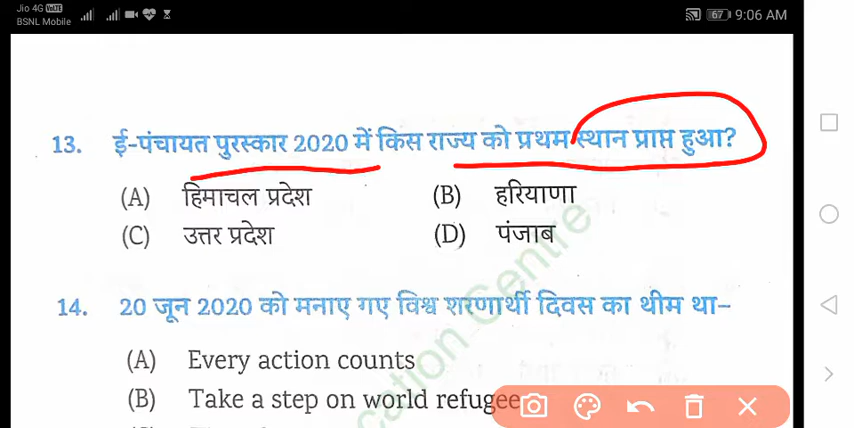 Jio 4G VoLTE
BSNL Mobile
67 9:06 AM
13. ई-पंचायत पुरस्कार 2020 में किस राज्य को प्रथम स्थान प्राप्त हुआ?
(A) हिमाचल प्रदेश (B) हरियाणा
(C) उत्तर प्रदेश (D) पंजाब
14. 20 जून 2020 को मनाए गए विश्व शरणार्थी दिवस का थीम था–
(A) Every action counts
(B) Take a step on world refugee
Centre